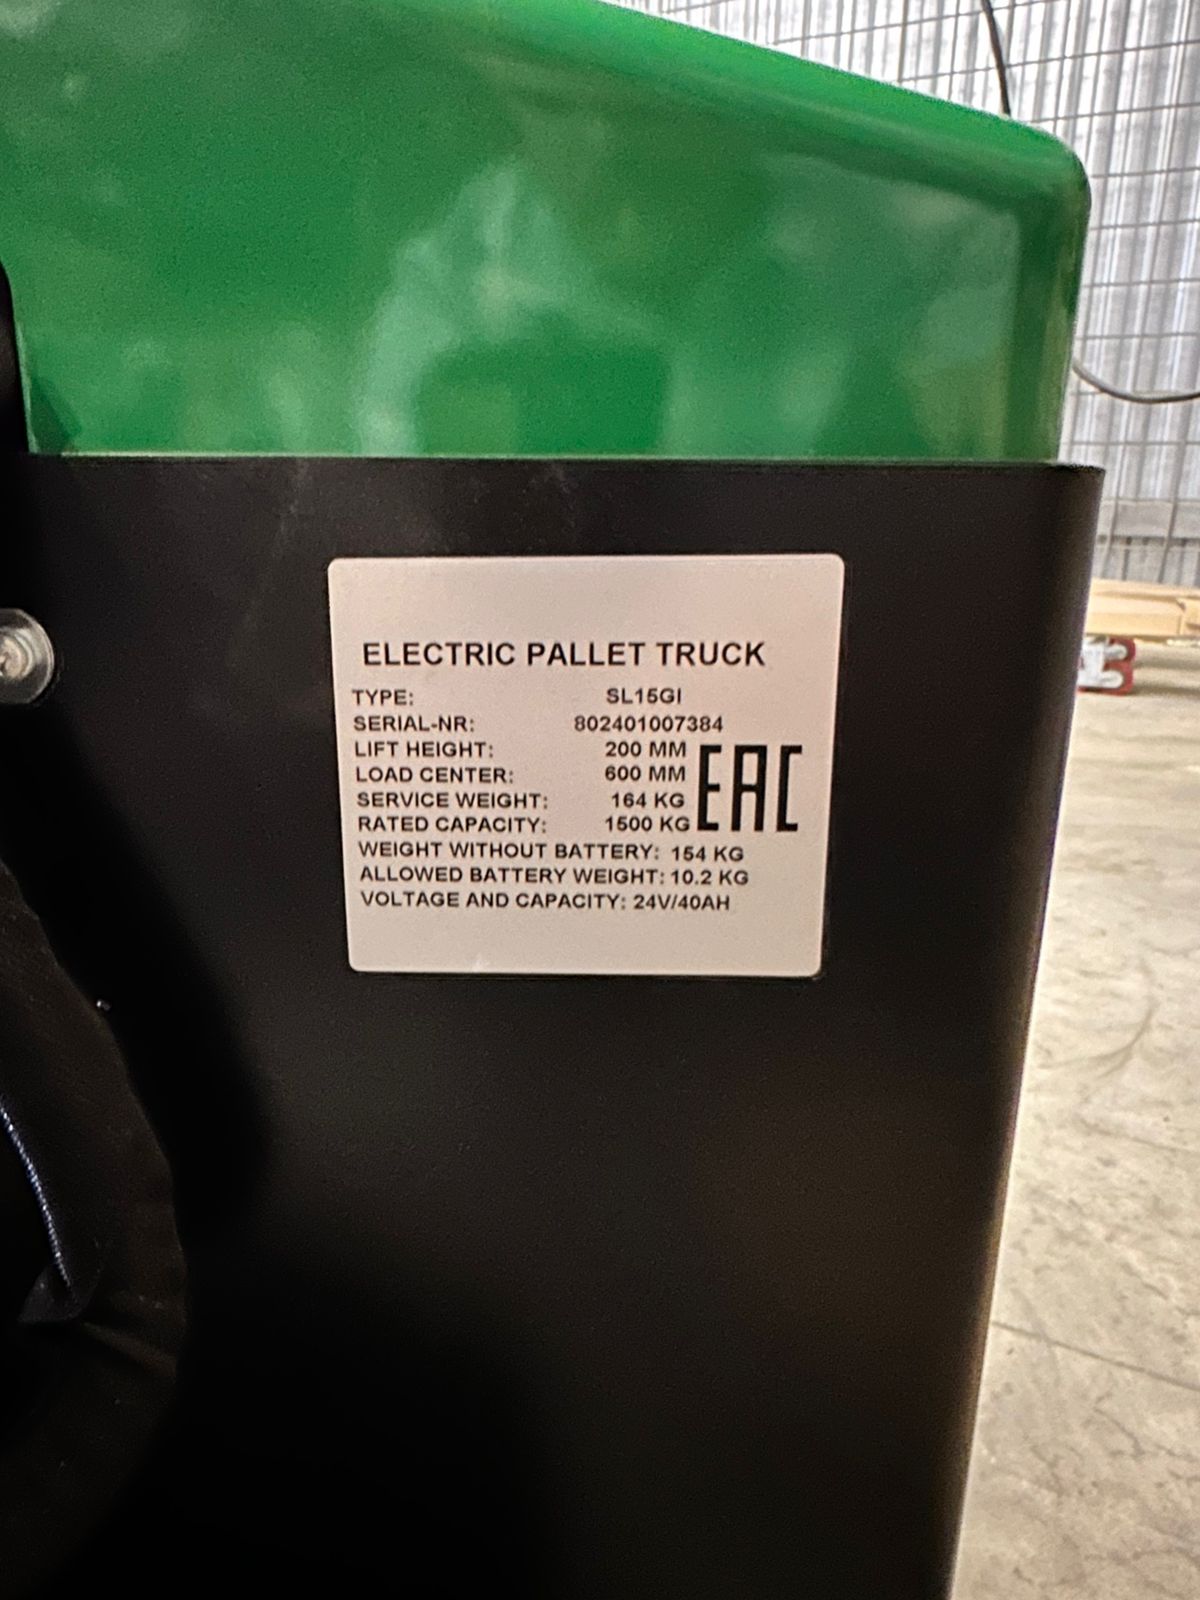 ELECTRIC PALLET TRUCK
TYPE: SL15GI
SERIAL-NR: 802401007384
LIFT HEIGHT: 200 MM
LOAD CENTER: 600 MM
SERVICE WEIGHT: 164 KG
RATED CAPACITY: 1500 KG
EAC
WEIGHT WITHOUT BATTERY: 154 KG
ALLOWED BATTERY WEIGHT: 10.2 KG
VOLTAGE AND CAPACITY: 24V/40AH